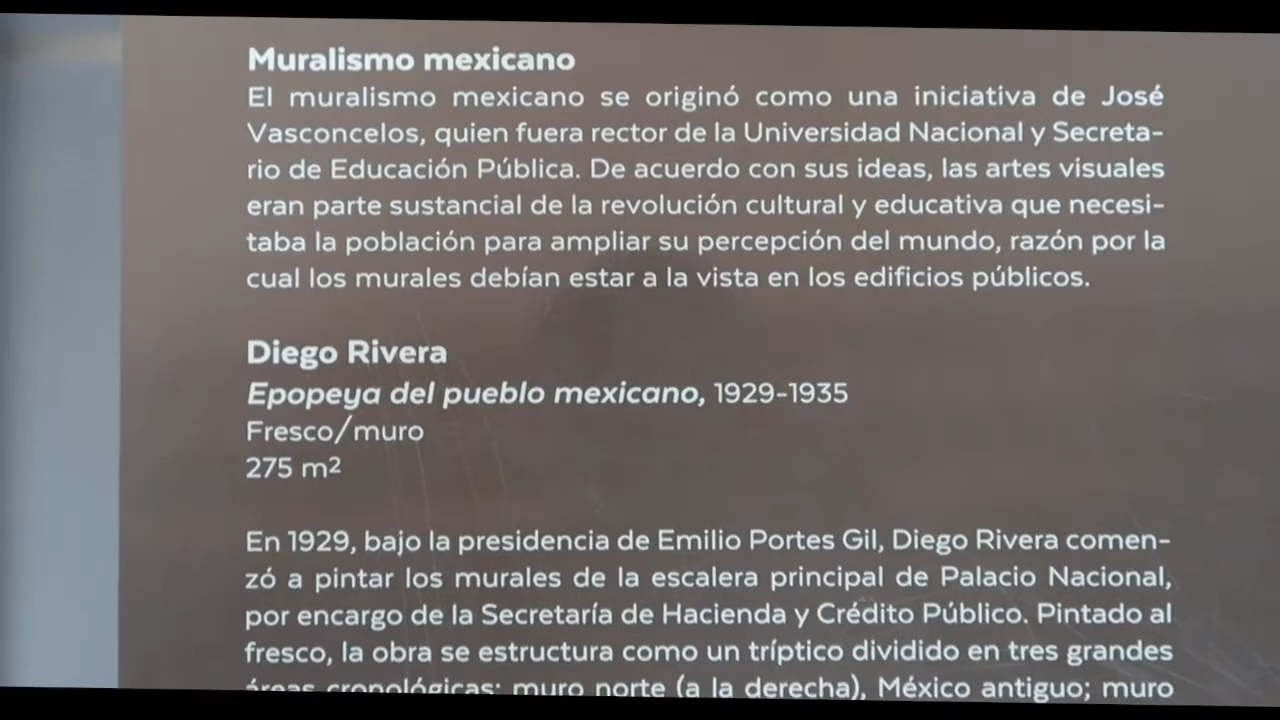 Muralismo mexicano
El muralismo mexicano se originó como una iniciativa de José
Vasconcelos, quien fuera rector de la Universidad Nacional y Secreta-
rio de Educación Pública. De acuerdo con sus ideas, las artes visuales
eran parte sustancial de la revolución cultural y educativa que necesi-
taba la población para ampliar su percepción del mundo, razón por la
cual los murales debían estar a la vista en los edificios públicos.
Diego Rivera
Epopeya del pueblo mexicano, 1929-1935
Fresco/muro
275 m²
En 1929, bajo la presidencia de Emilio Portes Gil, Diego Rivera comen-
zó a pintar los murales de la escalera principal de Palacio Nacional,
por encargo de la Secretaría de Hacienda y Crédito Público. Pintado al
fresco, la obra se estructura como un tríptico dividido en tres grandes
áreas cronológicas: muro norte (a la derecha), México antiguo; muro